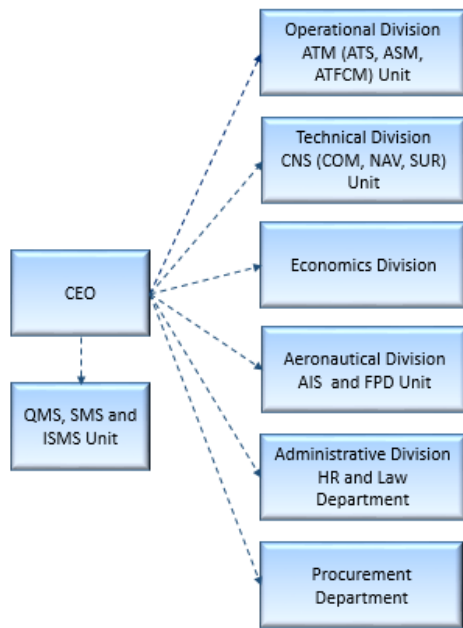 Operational Division
ATM (ATS, ASM,
ATFCM) Unit
Technical Division
CNS (COM, NAV, SUR)
Unit
Economics Division
CEO
Aeronautical Division
AIS and FPD Unit
QMS, SMS and
ISMS Unit
Administrative Division
HR and Law
Department
Procurement
Department